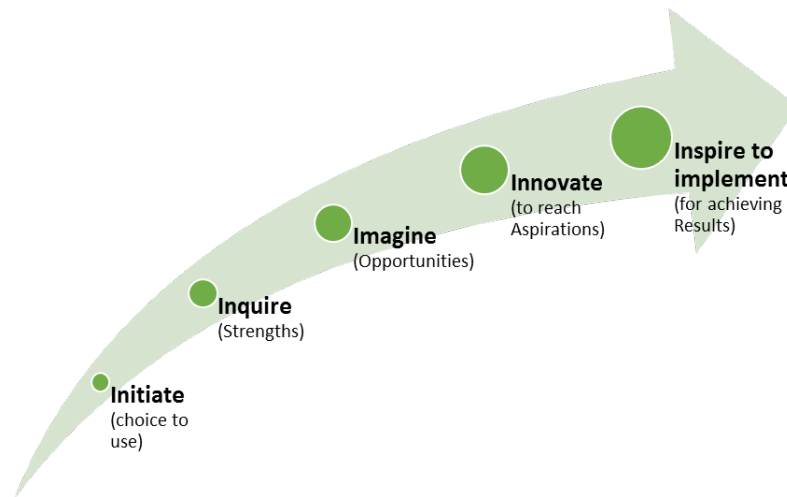 Initiate
(choice to
use)
Inquire
(Strengths)
Imagine
(Opportunities)
Innovate
(to reach
Aspirations)
Inspire to
implement
(for achieving
Results)